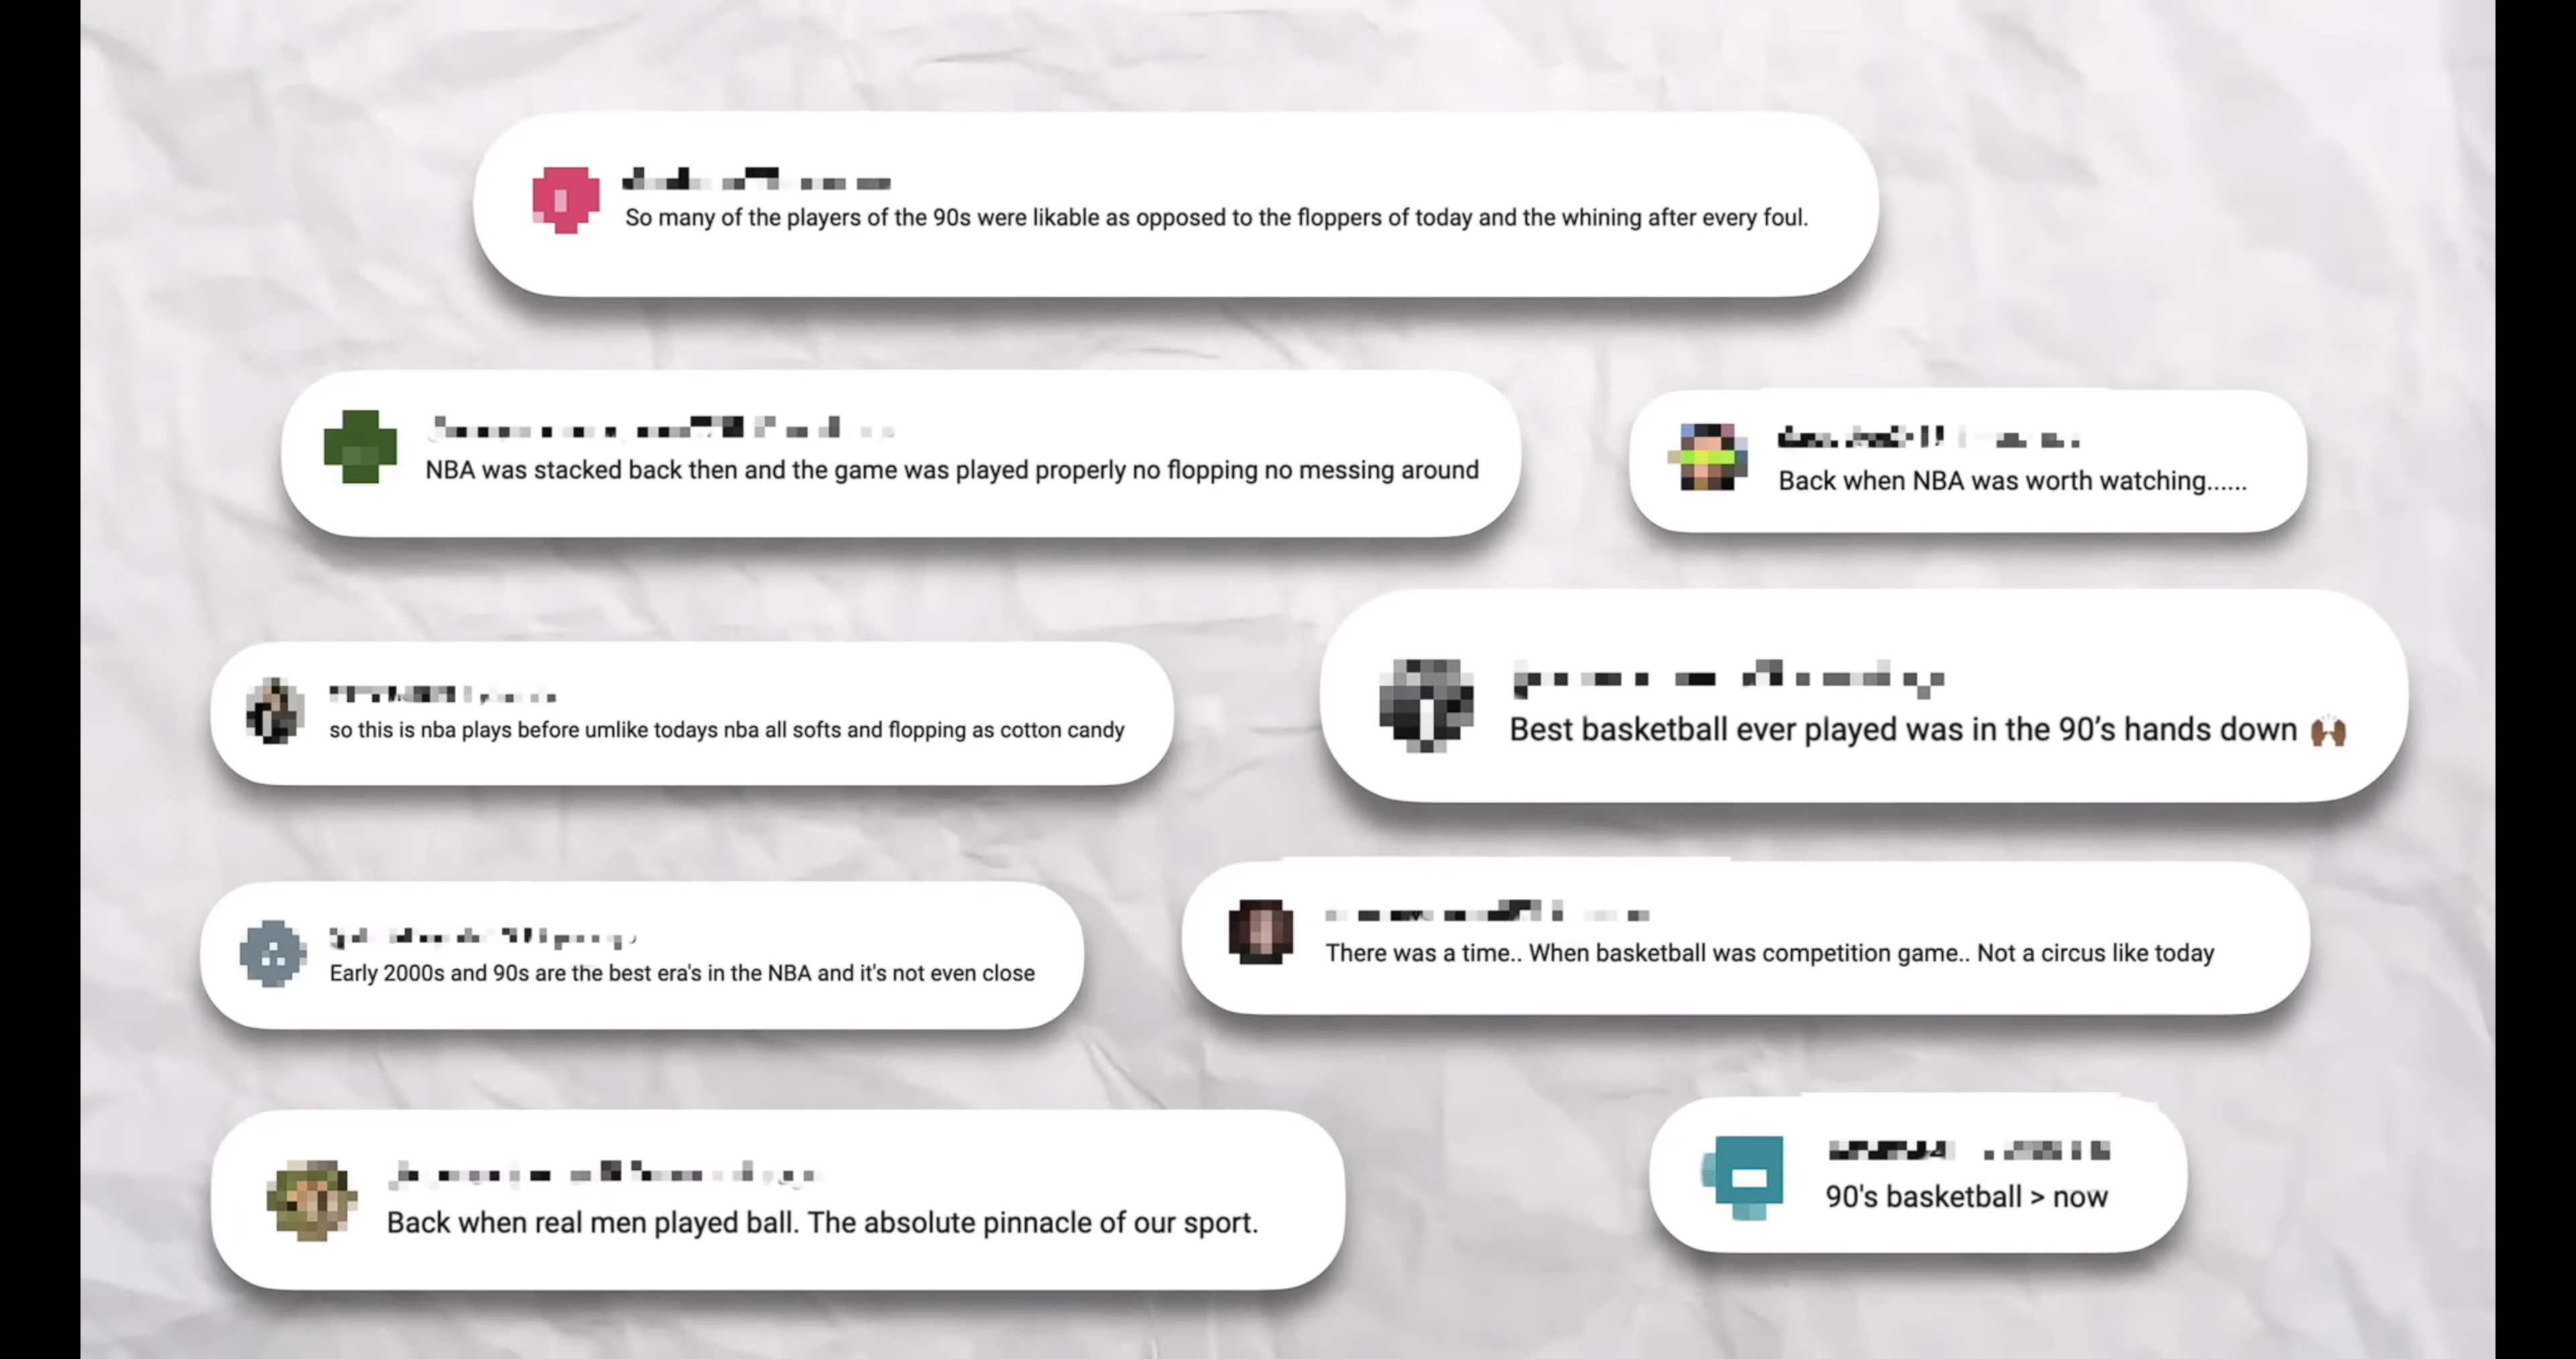 So many of the players of the 90s were likable as opposed to the floppers of today and the whining after every foul.
NBA was stacked back then and the game was played properly no flopping no messing around
Back when NBA was worth watching......
so this is nba plays before umlike todays nba all softs and flopping as cotton candy
Best basketball ever played was in the 90’s hands down 🙌🏾
Early 2000s and 90s are the best era's in the NBA and it's not even close
There was a time.. When basketball was competition game.. Not a circus like today
Back when real men played ball. The absolute pinnacle of our sport.
90's basketball > now